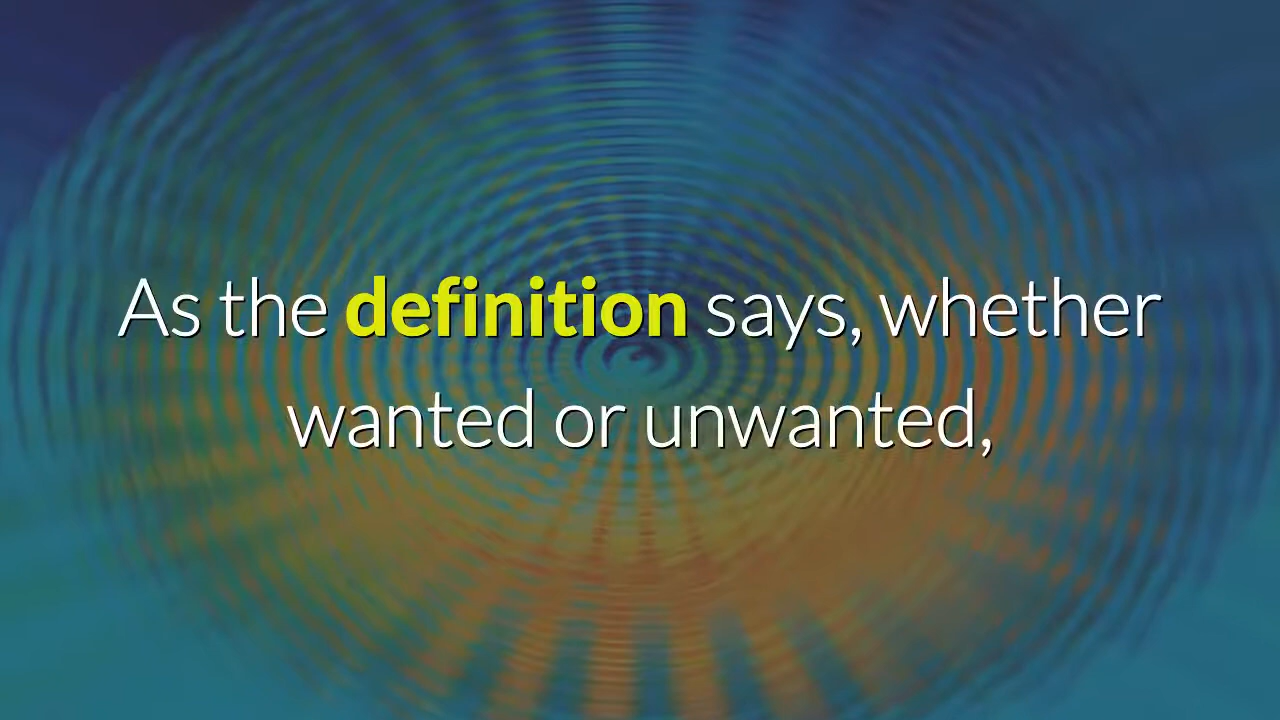 As the definition says, whether
wanted or unwanted,